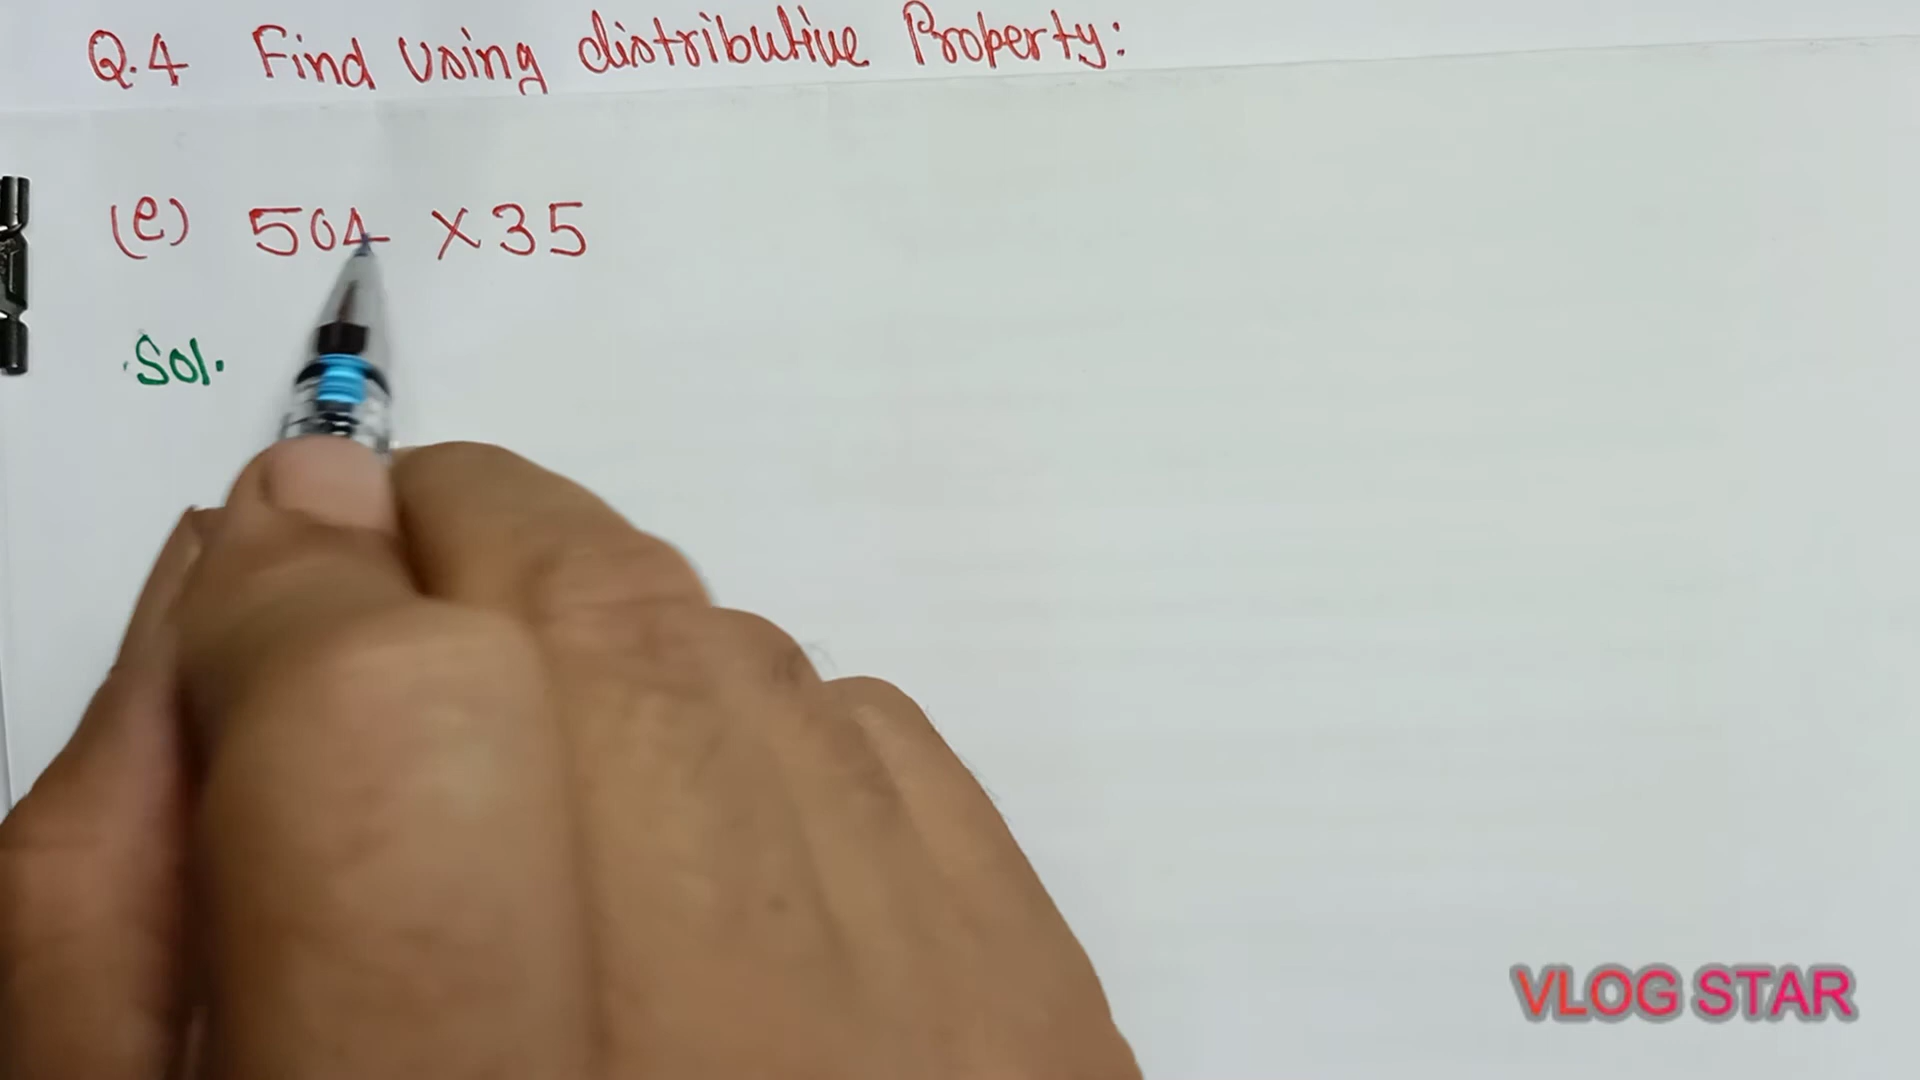 Q.4 Find Using distributive Property:
(e) 504 × 35
Sol.
VLOG STAR